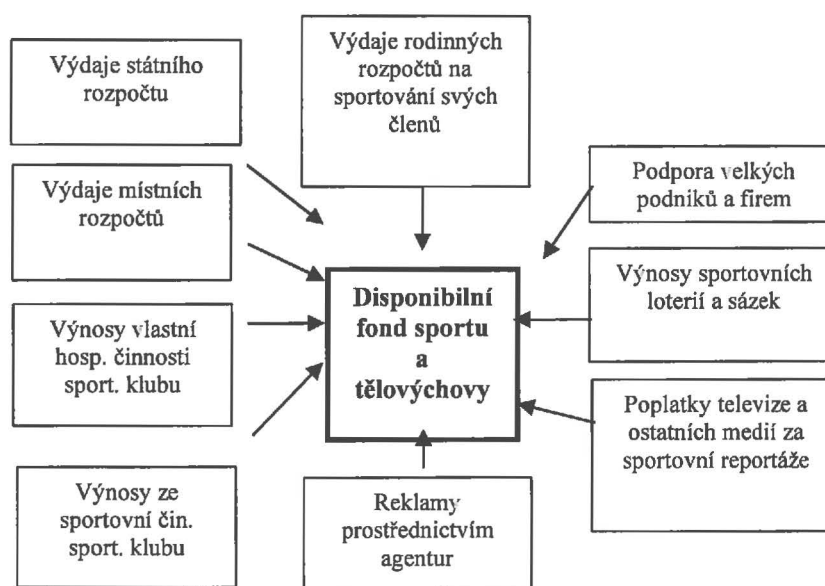 Výdaje státního
rozpočtu
Výdaje rodinných
rozpočtů na
sportování svých
členů
Výdaje místních
rozpočtů
Podpora velkých
podniků a firem
Výnosy vlastní
hosp. činnosti
sport. klubu
Disponibilní
fond sportu
a
tělovýchovy
Výnosy sportovních
loterií a sázek
Poplatky televize a
ostatních medií za
sportovní reportáže
Výnosy ze
sportovní čin.
sport. klubu
Reklamy
prostřednictvím
agentur